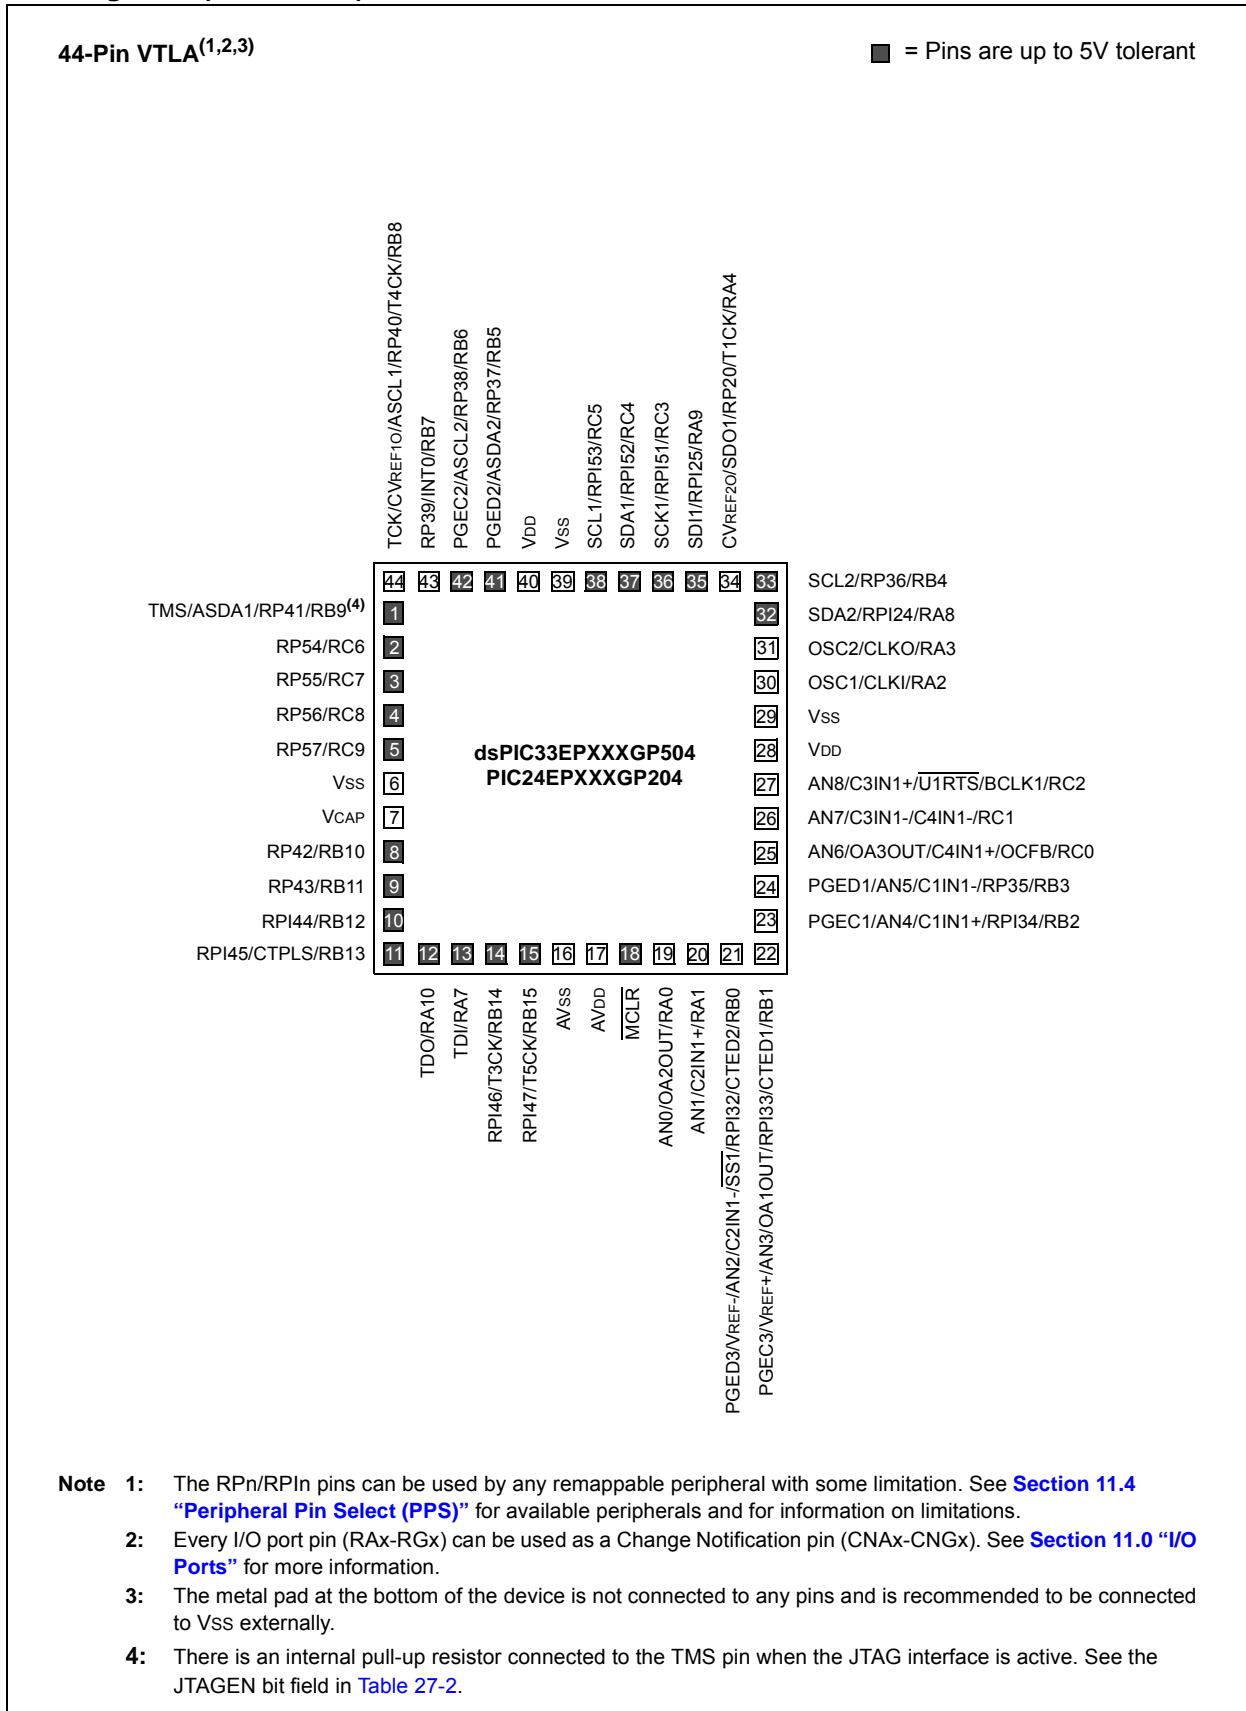 44-Pin VTLA(1,2,3)
= Pins are up to 5V tolerant
TCK/CVREF1O/ASCL1/RP40/T4CK/RB8
RP39/INT0/RB7
PGEC2/ASCL2/RP38/RB6
PGED2/ASDA2/RP37/RB5
VDD
VSS
SCL1/RPI53/RC5
SDA1/RPI52/RC4
SCK1/RPI51/RC3
SDI1/RPI25/RA9
CVREF2O/SDO1/RP20/T1CK/RA4
44 43 42 41 40 39 38 37 36 35 34 33 SCL2/RP36/RB4
TMS/ASDA1/RP41/RB9(4) 1 32 SDA2/RPI24/RA8
RP54/RC6 2 31 OSC2/CLKO/RA3
RP55/RC7 3 30 OSC1/CLKI/RA2
RP56/RC8 4 29 VSS
RP57/RC9 5 dsPIC33EPXXXGP504 28 VDD
PIC24EPXXXGP204
VSS 6 27 AN8/C3IN1+/U1RTS/BCLK1/RC2
VCAP 7 26 AN7/C3IN1-/C4IN1-/RC1
RP42/RB10 8 25 AN6/OA3OUT/C4IN1+/OCFB/RC0
RP43/RB11 9 24 PGED1/AN5/C1IN1-/RP35/RB3
RPI44/RB12 10 23 PGEC1/AN4/C1IN1+/RPI34/RB2
RPI45/CTPLS/RB13 11 12 13 14 15 16 17 18 19 20 21 22
TDO/RA10
TDI/RA7
RPI46/T3CK/RB14
RPI47/T5CK/RB15
AVSS
AVDD
MCLR
AN0/OA2OUT/RA0
AN1/C2IN1+/RA1
PGED3/VREF-/AN2/C2IN1-/SS1/RPI32/CTED2/RB0
PGEC3/VREF+/AN3/OA1OUT/RPI33/CTED1/RB1
Note 1: The RPn/RPIn pins can be used by any remappable peripheral with some limitation. See Section 11.4
“Peripheral Pin Select (PPS)” for available peripherals and for information on limitations.
2: Every I/O port pin (RAx-RGx) can be used as a Change Notification pin (CNAx-CNGx). See Section 11.0 “I/O
Ports” for more information.
3: The metal pad at the bottom of the device is not connected to any pins and is recommended to be connected
to VSS externally.
4: There is an internal pull-up resistor connected to the TMS pin when the JTAG interface is active. See the
JTAGEN bit field in Table 27-2.